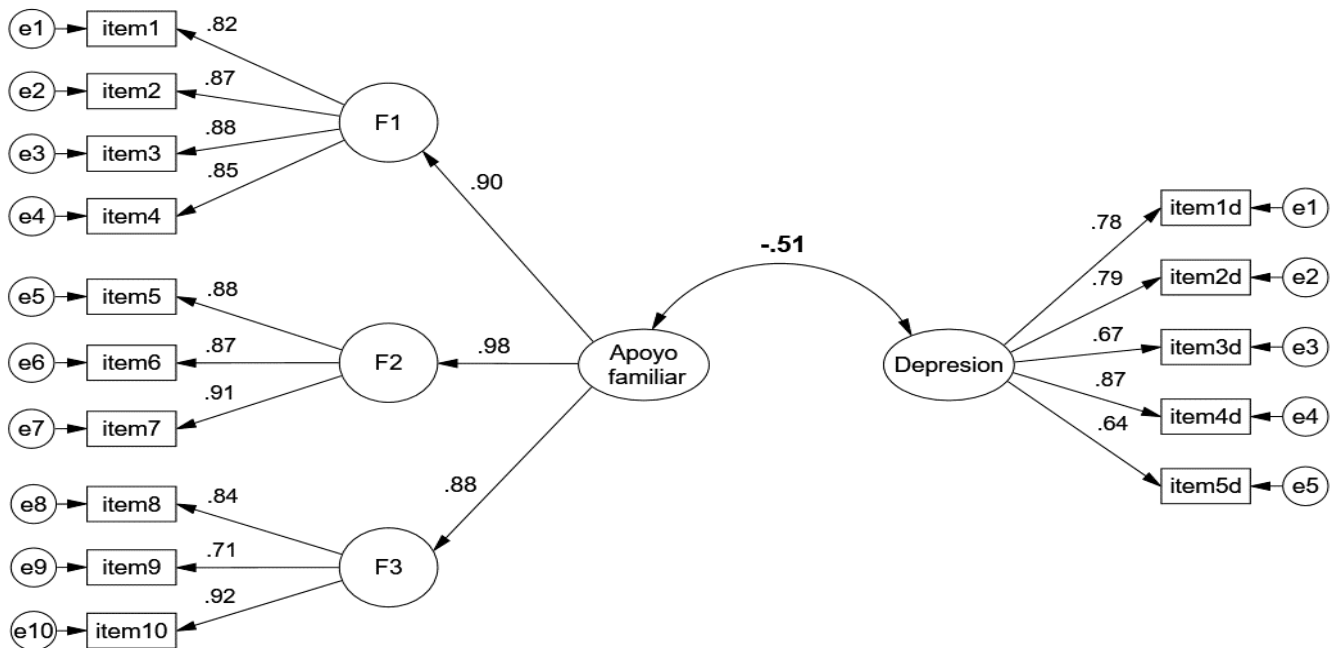 e1 item1 .82
e2 item2 .87
e3 item3 .88
e4 item4 .85
F1
.90
e5 item5 .88
e6 item6 .87
e7 item7 .91
F2
.98
e8 item8 .84
e9 item9 .71
e10 item10 .92
F3
.88
Apoyo
familiar
-.51
Depresion
.78 item1d e1
.79 item2d e2
.67 item3d e3
.87 item4d e4
.64 item5d e5